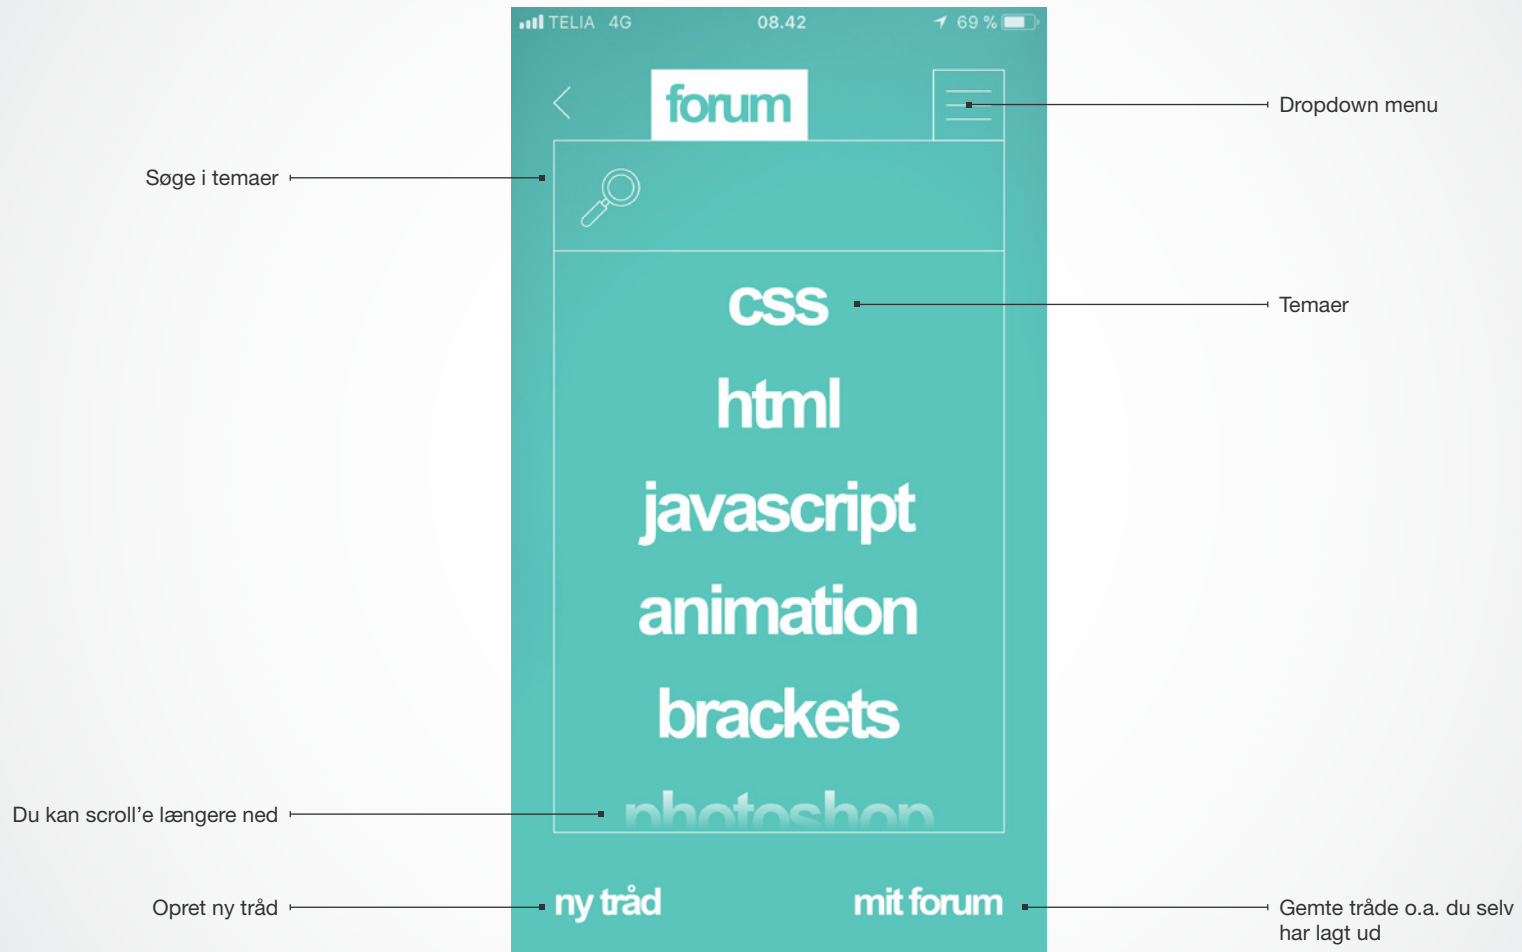 TELIA 4G 08.42 69 %
forum
Dropdown menu
Søge i temaer
css
Temaer
html
javascript
animation
brackets
photoshop
Du kan scroll'e længere ned
ny tråd
mit forum
Opret ny tråd
Gemte tråde o.a. du selv
har lagt ud